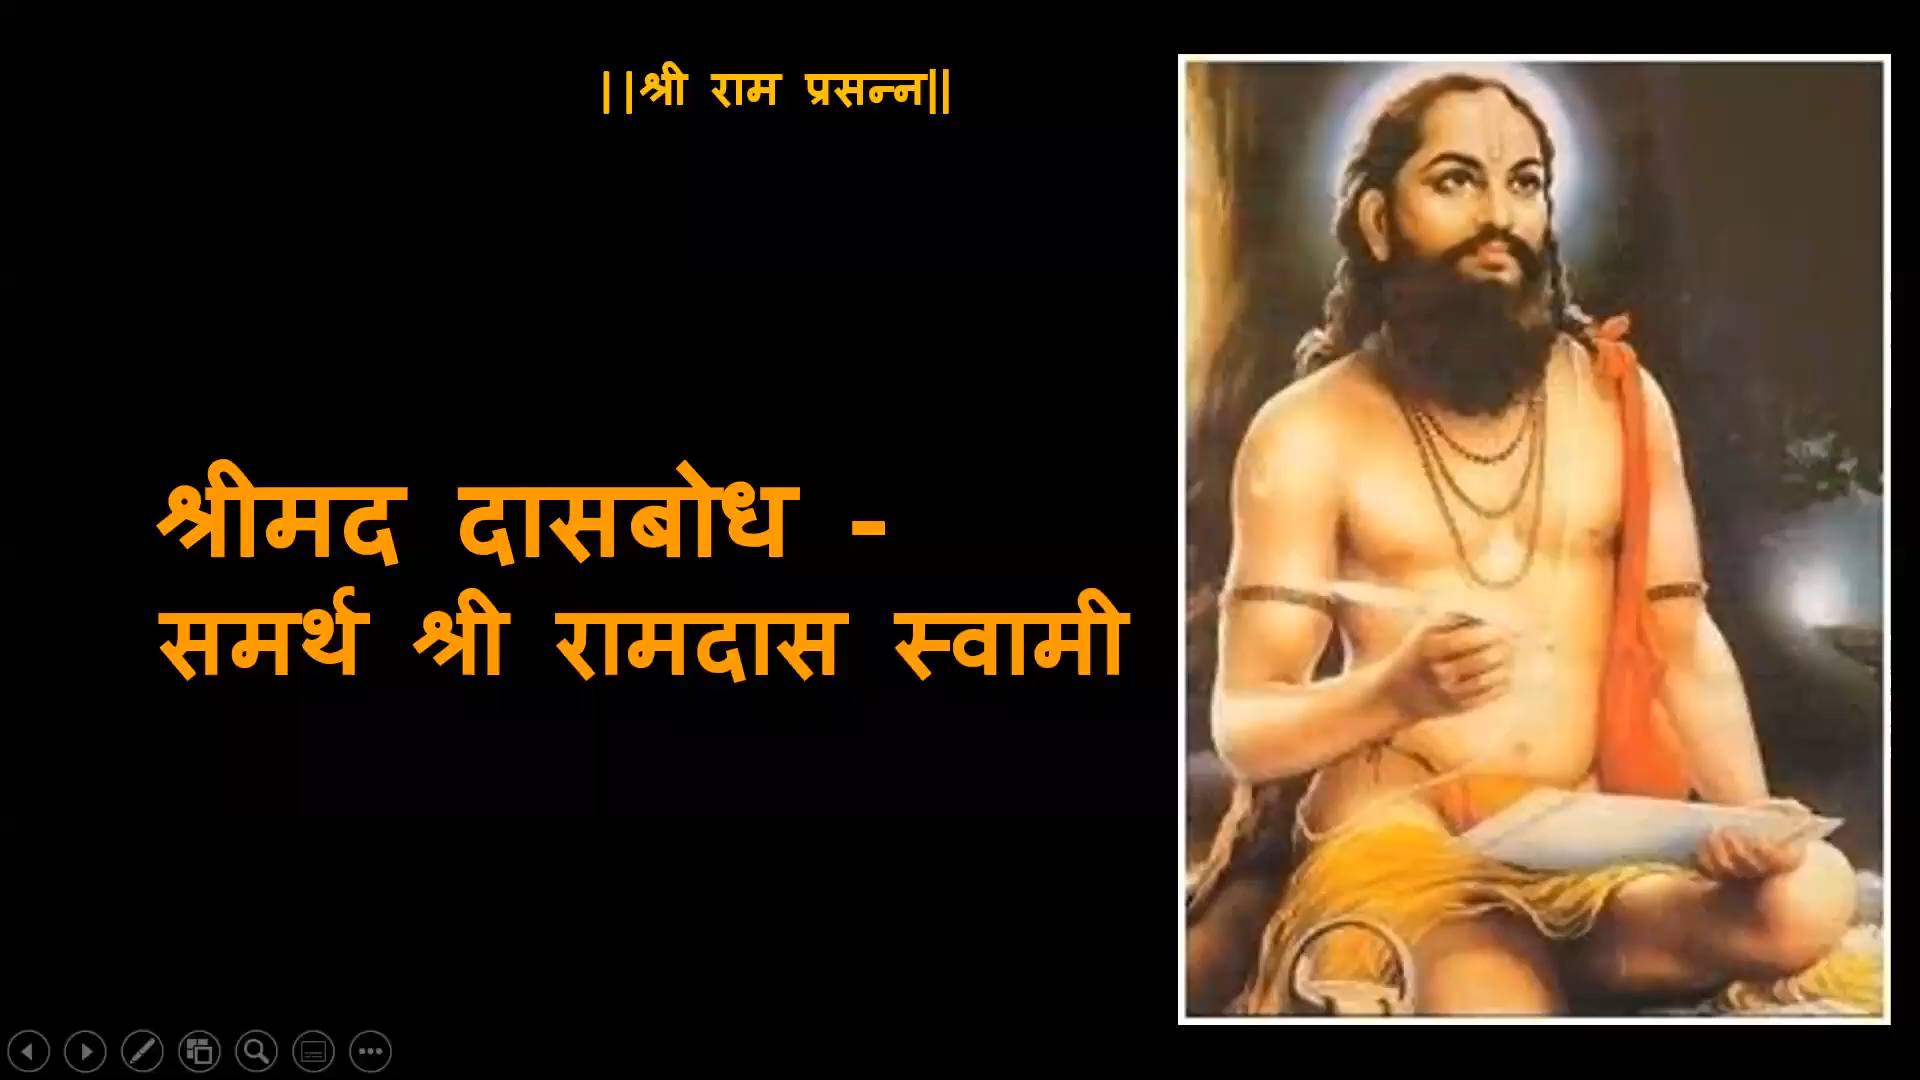 ||श्री राम प्रसन्न||
श्रीमद दासबोध -
समर्थ श्री रामदास स्वामी